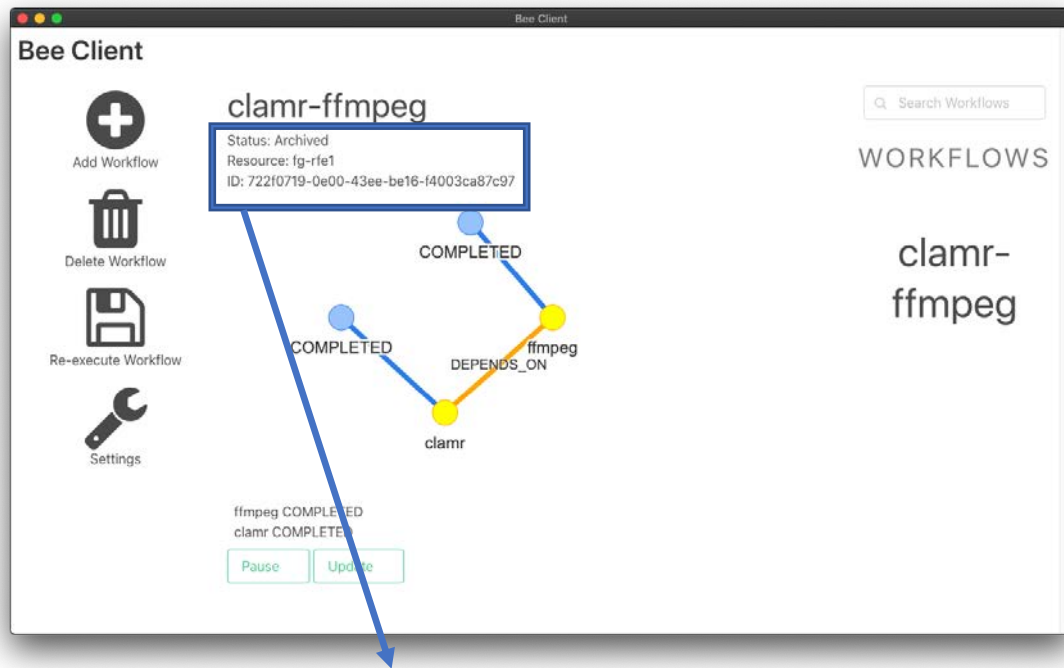 Bee Client
Bee Client
Add Workflow
Delete Workflow
Re-execute Workflow
Settings
clamr-ffmpeg
Status: Archived
Resource: fg-rfe1
ID: 722f0719-0e00-43ee-be16-f4003ca87c97
COMPLETED
COMPLETED
ffmpeg
DEPENDS_ON
clamr
ffmpeg COMPLETED
clamr COMPLETED
Pause
Update
Search Workflows
WORKFLOWS
clamr-
ffmpeg